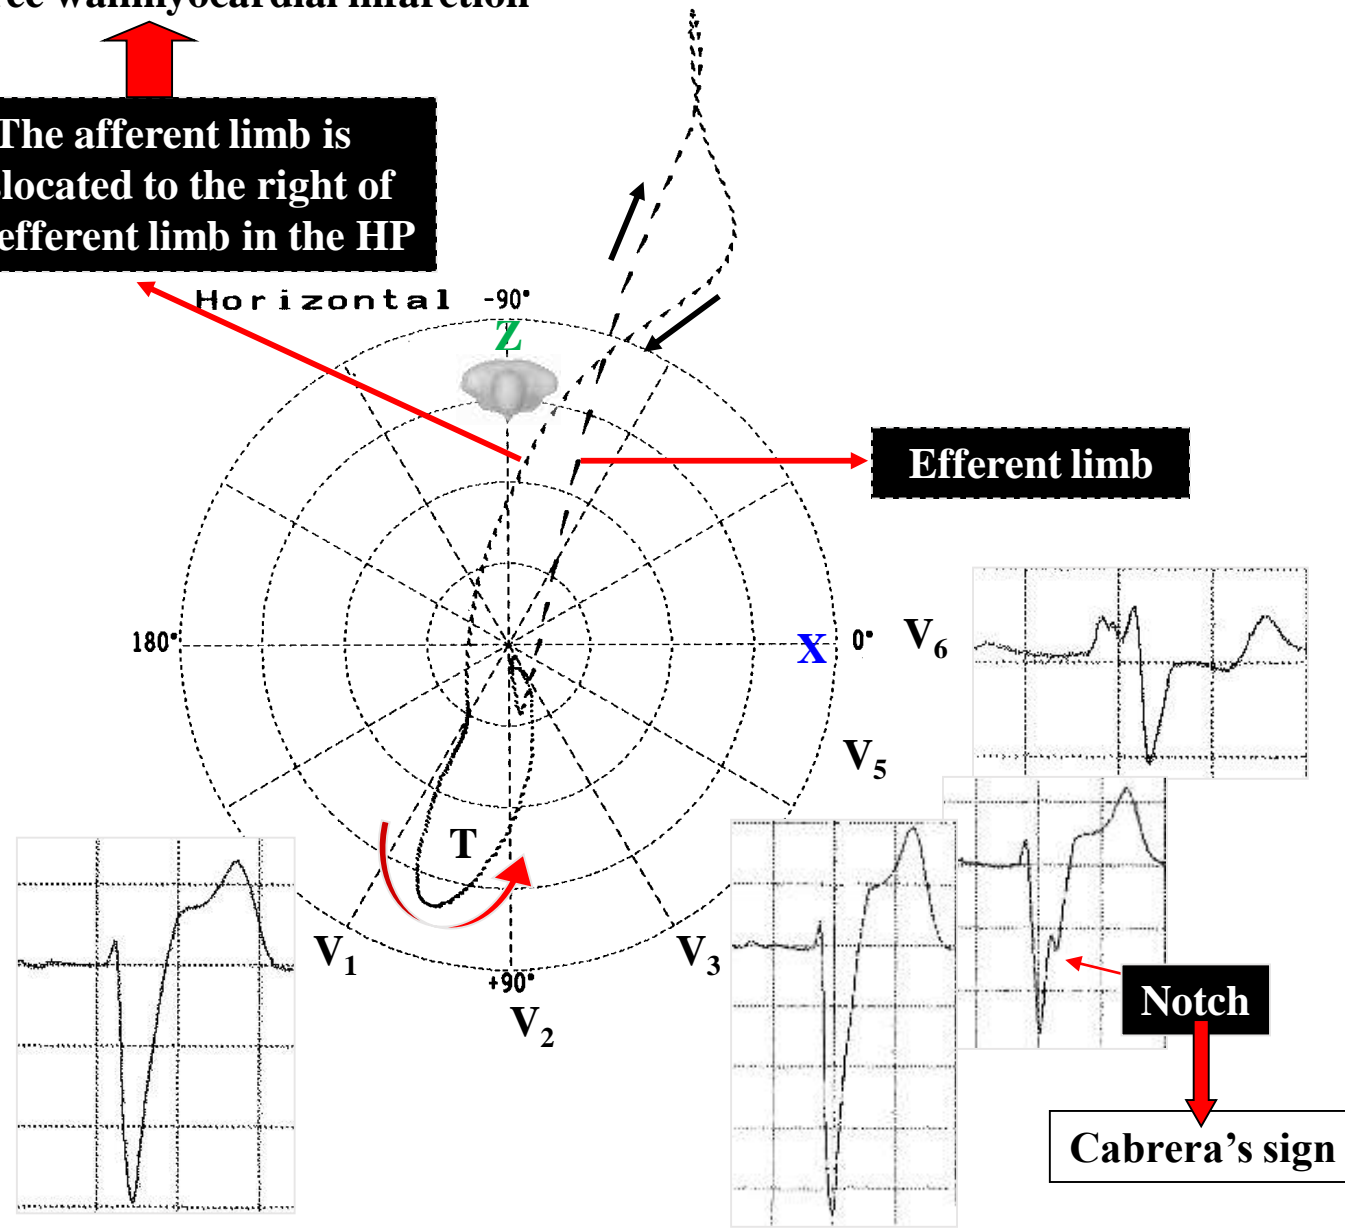 The afferent limb is
located to the right of
efferent limb in the HP
Horizontal
-90°
Z
Efferent limb
180°
X
0°
V6
V5
T
V1
V3
+90°
V2
Notch
Cabrera's sign